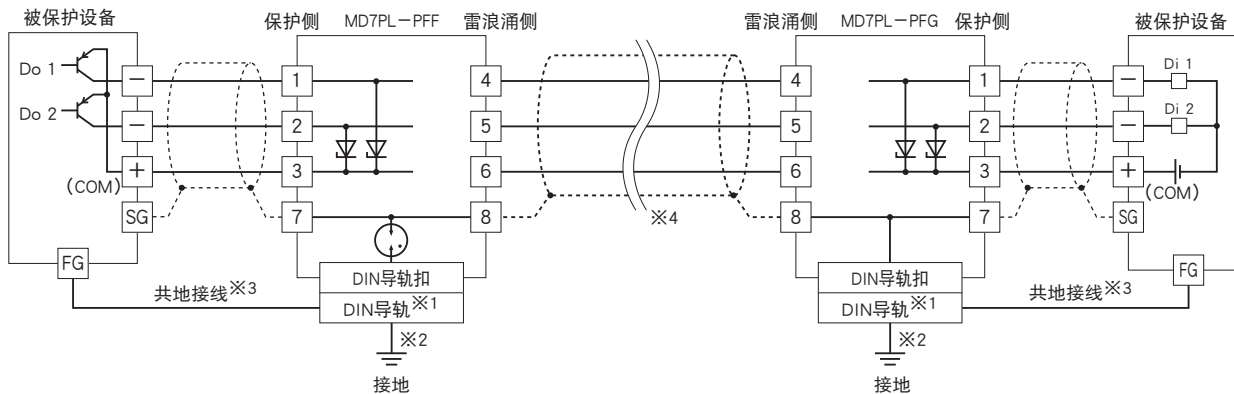 被保护设备 保护侧 MD7PL-PFF 雷浪涌侧 雷浪涌侧 MD7PL-PFG 保护侧 被保护设备
Do 1 − 1 4 4 1 − Di 1
Do 2 − 2 5 5 2 − Di 2
+ 3 6 6 3 +
(COM) (COM)
SG 7 8 ※4 8 7 SG
FG DIN导轨扣 DIN导轨扣 FG
共地接线※3 DIN导轨※1 DIN导轨※1 共地接线※3
※2 ※2
接地 接地